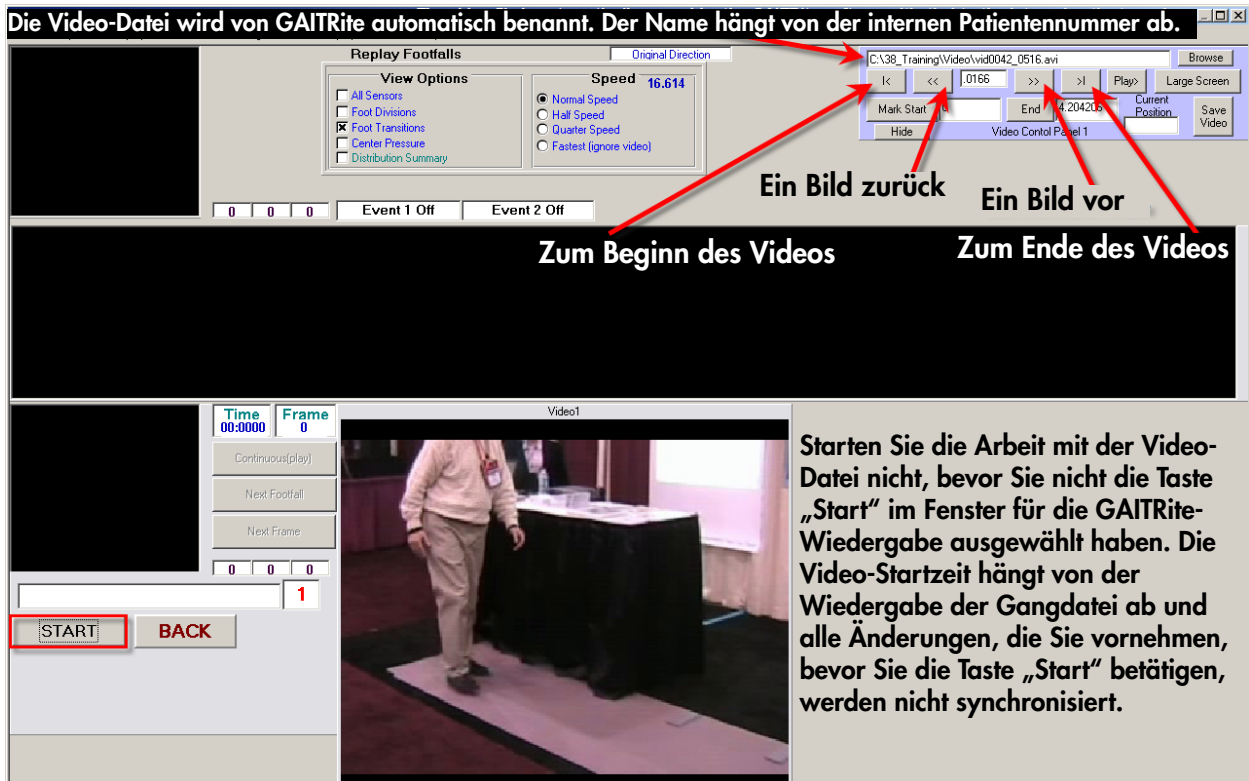 Die Video-Datei wird von GAITRite automatisch benannt. Der Name hängt von der internen Patientennummer ab.
Replay Footfalls
Original Direction
View Options
All Sensors
Foot Divisions
Foot Transitions
Center Pressure
Distribution Summary
Speed 16.614
Normal Speed
Half Speed
Quarter Speed
Fastest (ignore video)
C:\38_Training\Video\vid0042_0516.avi Browse
I< << .0166 >> >I Play> Large Screen
Mark Start End 4.204205 Current Position Save Video
Hide Video Contol Panel 1
Ein Bild zurück
Ein Bild vor
0 0 0 Event 1 Off Event 2 Off
Zum Beginn des Videos
Zum Ende des Videos
Time Frame
00:0000 0
Continuous(play)
Next Footfall
Next Frame
0 0 0
1
START BACK
Video1
Starten Sie die Arbeit mit der Video-
Datei nicht, bevor Sie nicht die Taste
„Start“ im Fenster für die GAITRite-
Wiedergabe ausgewählt haben. Die
Video-Startzeit hängt von der
Wiedergabe der Gangdatei ab und
alle Änderungen, die Sie vornehmen,
bevor Sie die Taste „Start“ betätigen,
werden nicht synchronisiert.